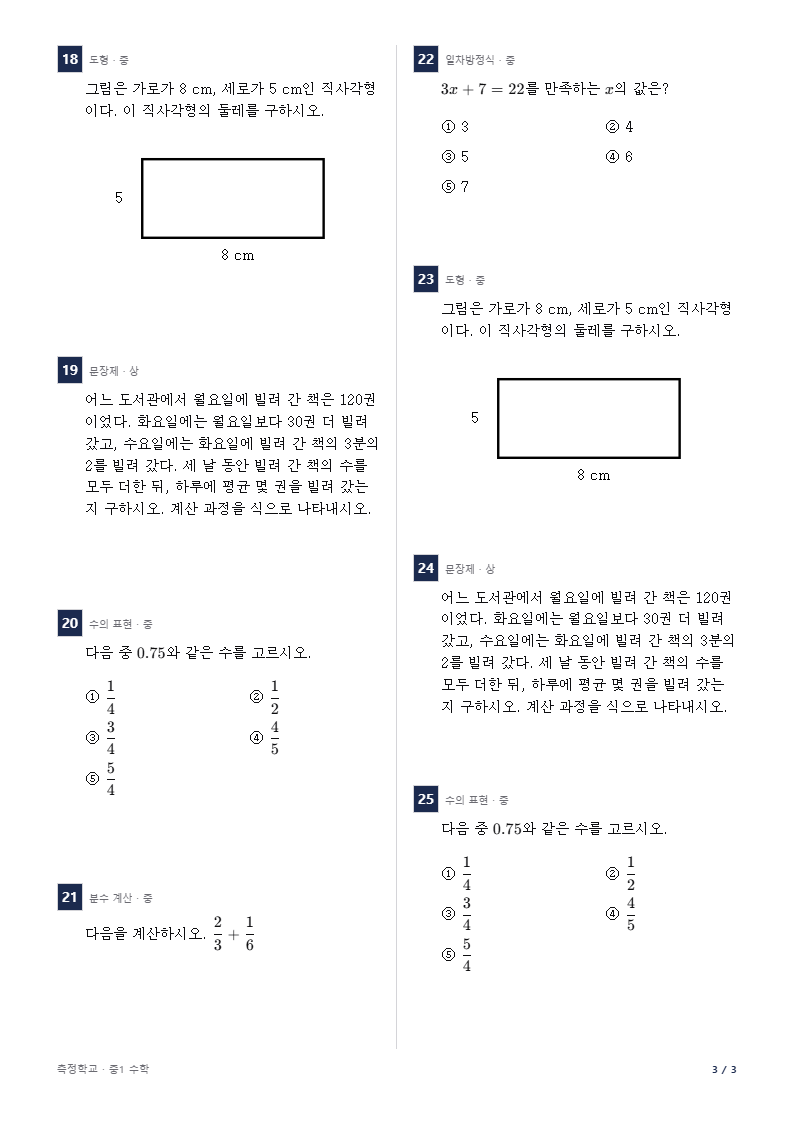 18 도형 · 중
그림은 가로가 8 cm, 세로가 5 cm인 직사각형
이다. 이 직사각형의 둘레를 구하시오.
5
8 cm
19 문장제 · 상
어느 도서관에서 월요일에 빌려 간 책은 120권
이었다. 화요일에는 월요일보다 30권 더 빌려
갔고, 수요일에는 화요일에 빌려 간 책의 3분의
2를 빌려 갔다. 세 날 동안 빌려 간 책의 수를
모두 더한 뒤, 하루에 평균 몇 권을 빌려 갔는
지 구하시오. 계산 과정을 식으로 나타내시오.
20 수의 표현 · 중
다음 중 0.75와 같은 수를 고르시오.
① 1/4 ② 1/2
③ 3/4 ④ 4/5
⑤ 5/4
21 분수 계산 · 중
다음을 계산하시오. 2/3 + 1/6
22 일차방정식 · 중
3x + 7 = 22를 만족하는 x의 값은?
① 3 ② 4
③ 5 ④ 6
⑤ 7
23 도형 · 중
그림은 가로가 8 cm, 세로가 5 cm인 직사각형
이다. 이 직사각형의 둘레를 구하시오.
5
8 cm
24 문장제 · 상
어느 도서관에서 월요일에 빌려 간 책은 120권
이었다. 화요일에는 월요일보다 30권 더 빌려
갔고, 수요일에는 화요일에 빌려 간 책의 3분의
2를 빌려 갔다. 세 날 동안 빌려 간 책의 수를
모두 더한 뒤, 하루에 평균 몇 권을 빌려 갔는
지 구하시오. 계산 과정을 식으로 나타내시오.
25 수의 표현 · 중
다음 중 0.75와 같은 수를 고르시오.
① 1/4 ② 1/2
③ 3/4 ④ 4/5
⑤ 5/4
측정학교 · 중1 수학
3 / 3